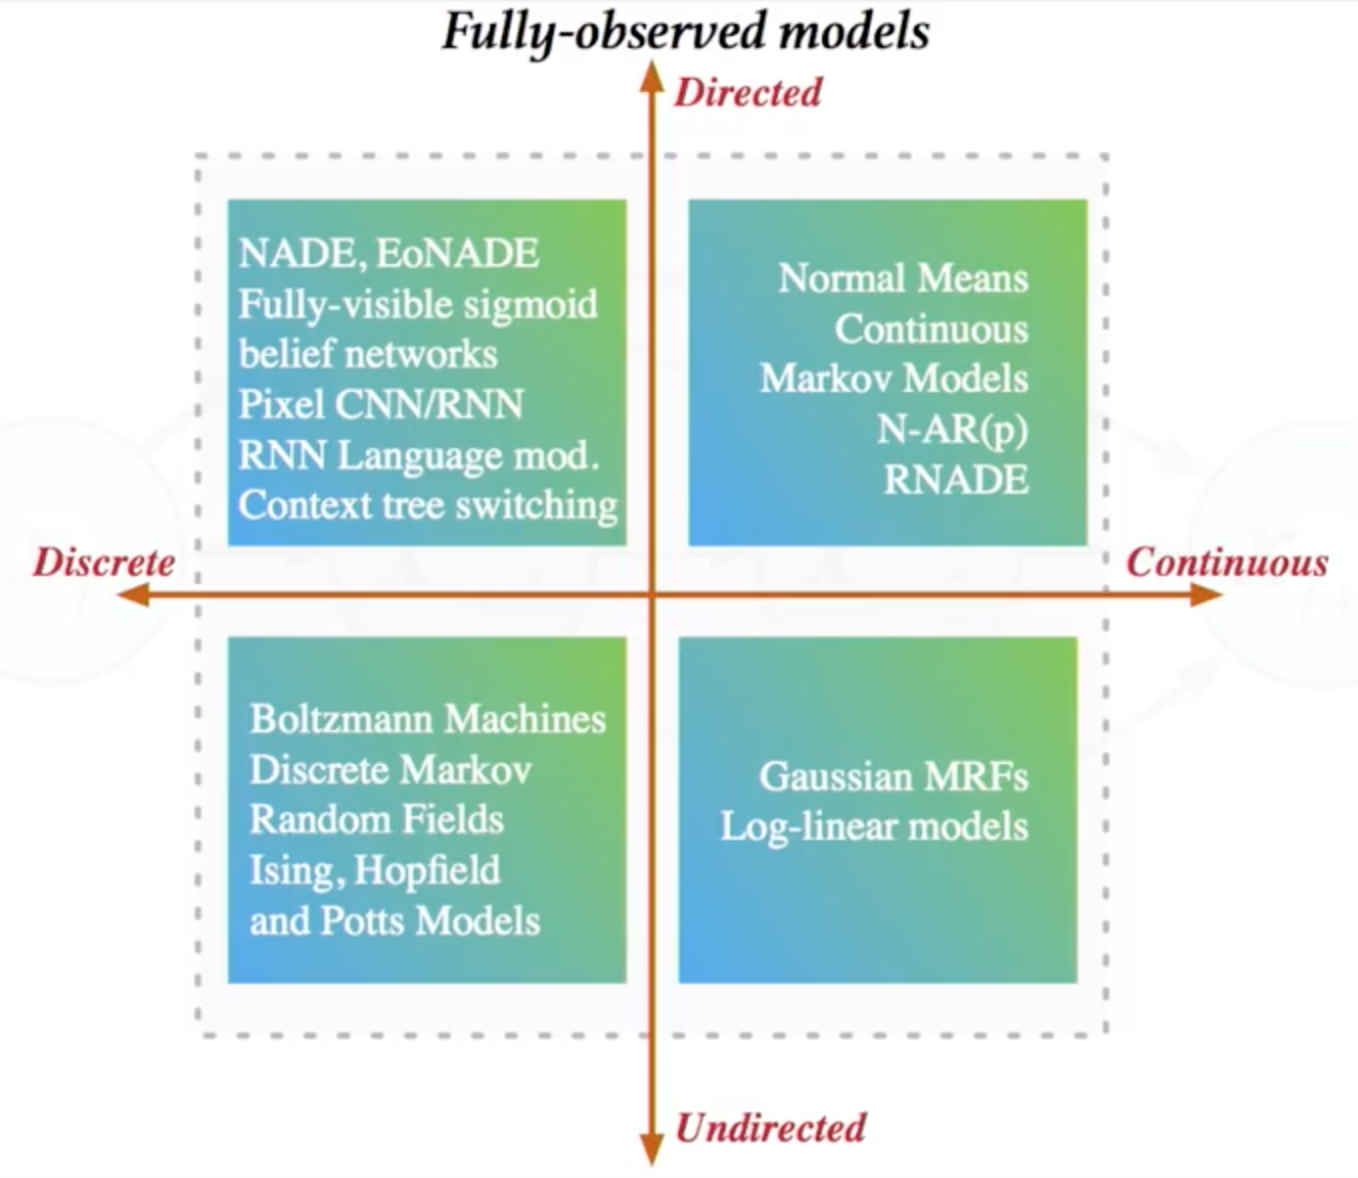 Fully-observed models
Directed
NADE, EoNADE
Fully-visible sigmoid
belief networks
Pixel CNN/RNN
RNN Language mod.
Context tree switching
Normal Means
Continuous
Markov Models
N-AR(p)
RNADE
Discrete
Continuous
Boltzmann Machines
Discrete Markov
Random Fields
Ising, Hopfield
and Potts Models
Gaussian MRFs
Log-linear models
Undirected